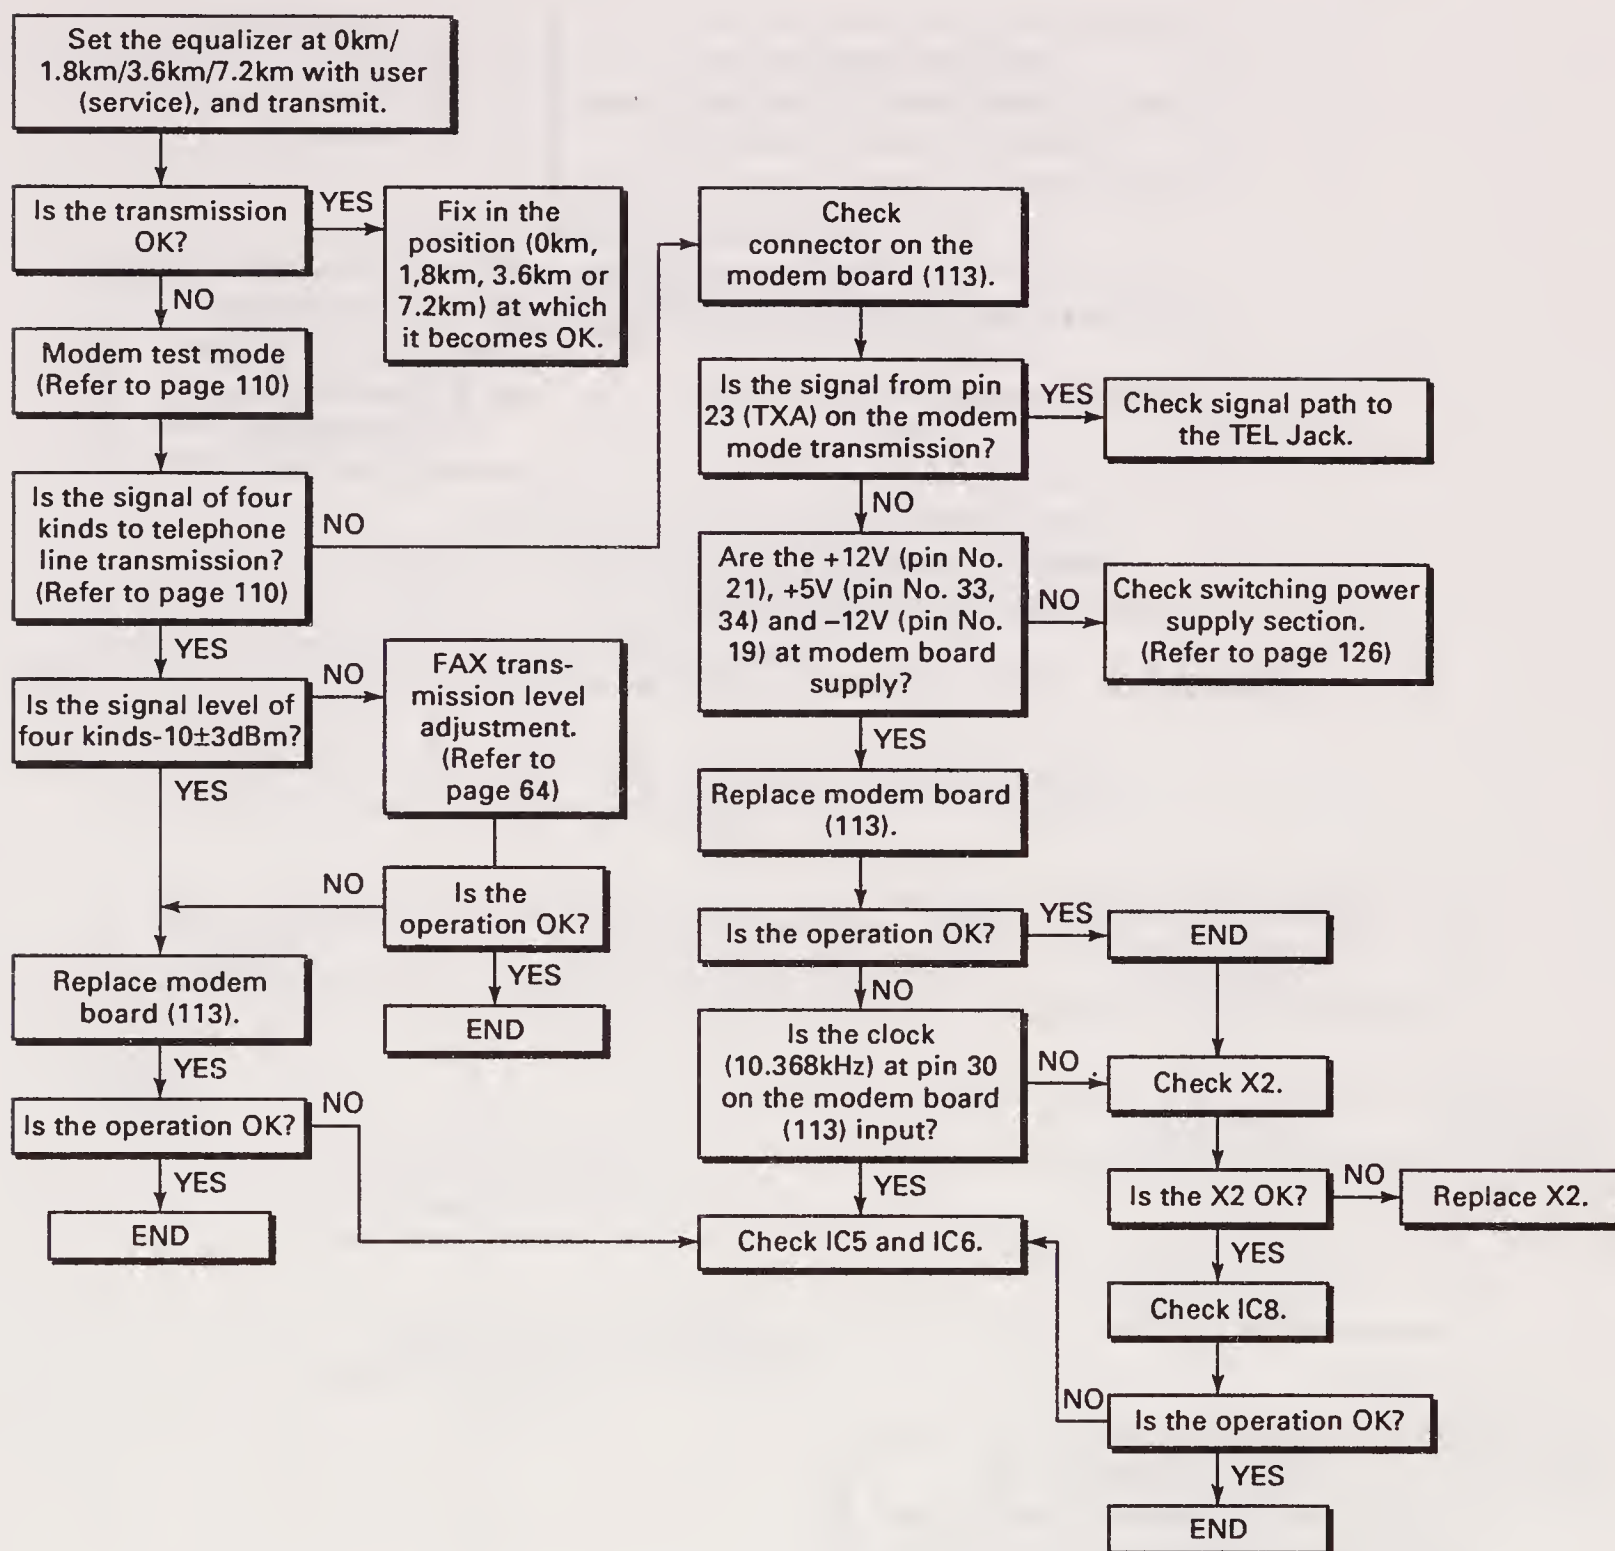 Set the equalizer at 0km/
1.8km/3.6km/7.2km with user
(service), and transmit.
Is the transmission
OK?
YES
Fix in the
position (0km,
1,8km, 3.6km or
7.2km) at which
it becomes OK.
NO
Modem test mode
(Refer to page 110)
Is the signal of four
kinds to telephone
line transmission?
(Refer to page 110)
NO
YES
Is the signal level of
four kinds-10±3dBm?
NO
FAX trans-
mission level
adjustment.
(Refer to
page 64)
YES
Is the
operation OK?
NO
YES
END
Replace modem
board (113).
YES
Is the operation OK?
NO
YES
END
Check
connector on the
modem board (113).
Is the signal from pin
23 (TXA) on the modem
mode transmission?
YES
Check signal path to
the TEL Jack.
NO
Are the +12V (pin No.
21), +5V (pin No. 33,
34) and –12V (pin No.
19) at modem board
supply?
NO
Check switching power
supply section.
(Refer to page 126)
YES
Replace modem board
(113).
Is the operation OK?
YES
END
NO
Is the clock
(10.368kHz) at pin 30
on the modem board
(113) input?
NO
Check X2.
YES
Check IC5 and IC6.
Is the X2 OK?
NO
Replace X2.
YES
Check IC8.
Is the operation OK?
NO
YES
END